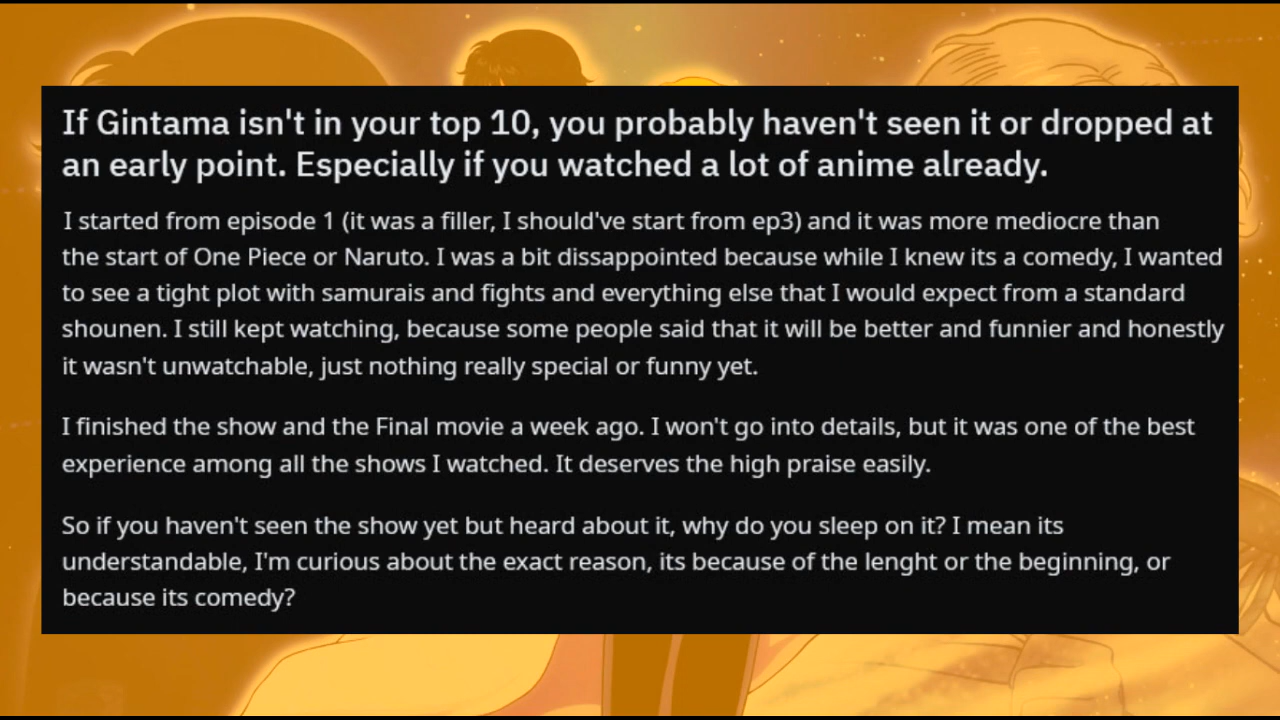 If Gintama isn't in your top 10, you probably haven't seen it or dropped at
an early point. Especially if you watched a lot of anime already.
I started from episode 1 (it was a filler, I should've start from ep3) and it was more mediocre than
the start of One Piece or Naruto. I was a bit dissappointed because while I knew its a comedy, I wanted
to see a tight plot with samurais and fights and everything else that I would expect from a standard
shounen. I still kept watching, because some people said that it will be better and funnier and honestly
it wasn't unwatchable, just nothing really special or funny yet.
I finished the show and the Final movie a week ago. I won't go into details, but it was one of the best
experience among all the shows I watched. It deserves the high praise easily.
So if you haven't seen the show yet but heard about it, why do you sleep on it? I mean its
understandable, I'm curious about the exact reason, its because of the lenght or the beginning, or
because its comedy?